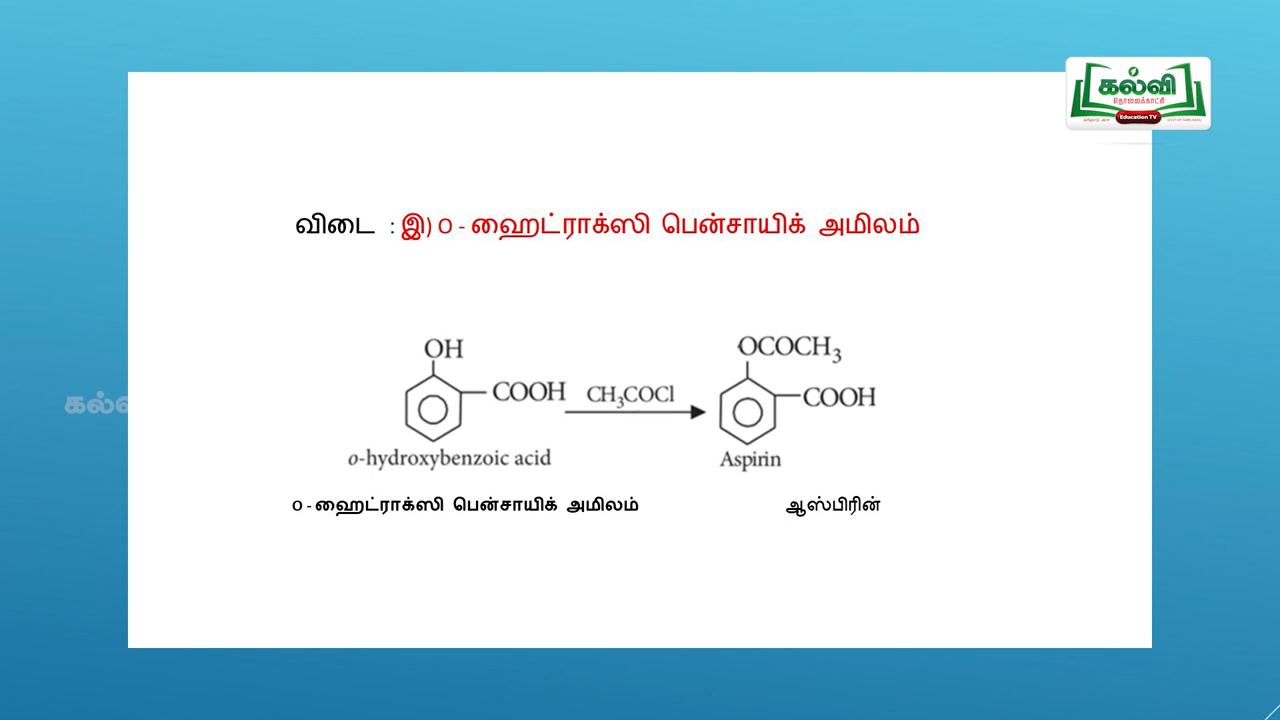 கல்வி
தொலைக்காட்சி
Education TV
விடை : இ) O - ஹைட்ராக்ஸி பென்சாயிக் அமிலம்
OH
OCOCH3
COOH
CH3COCl
COOH
o-hydroxybenzoic acid
Aspirin
O - ஹைட்ராக்ஸி பென்சாயிக் அமிலம்
ஆஸ்பிரின்